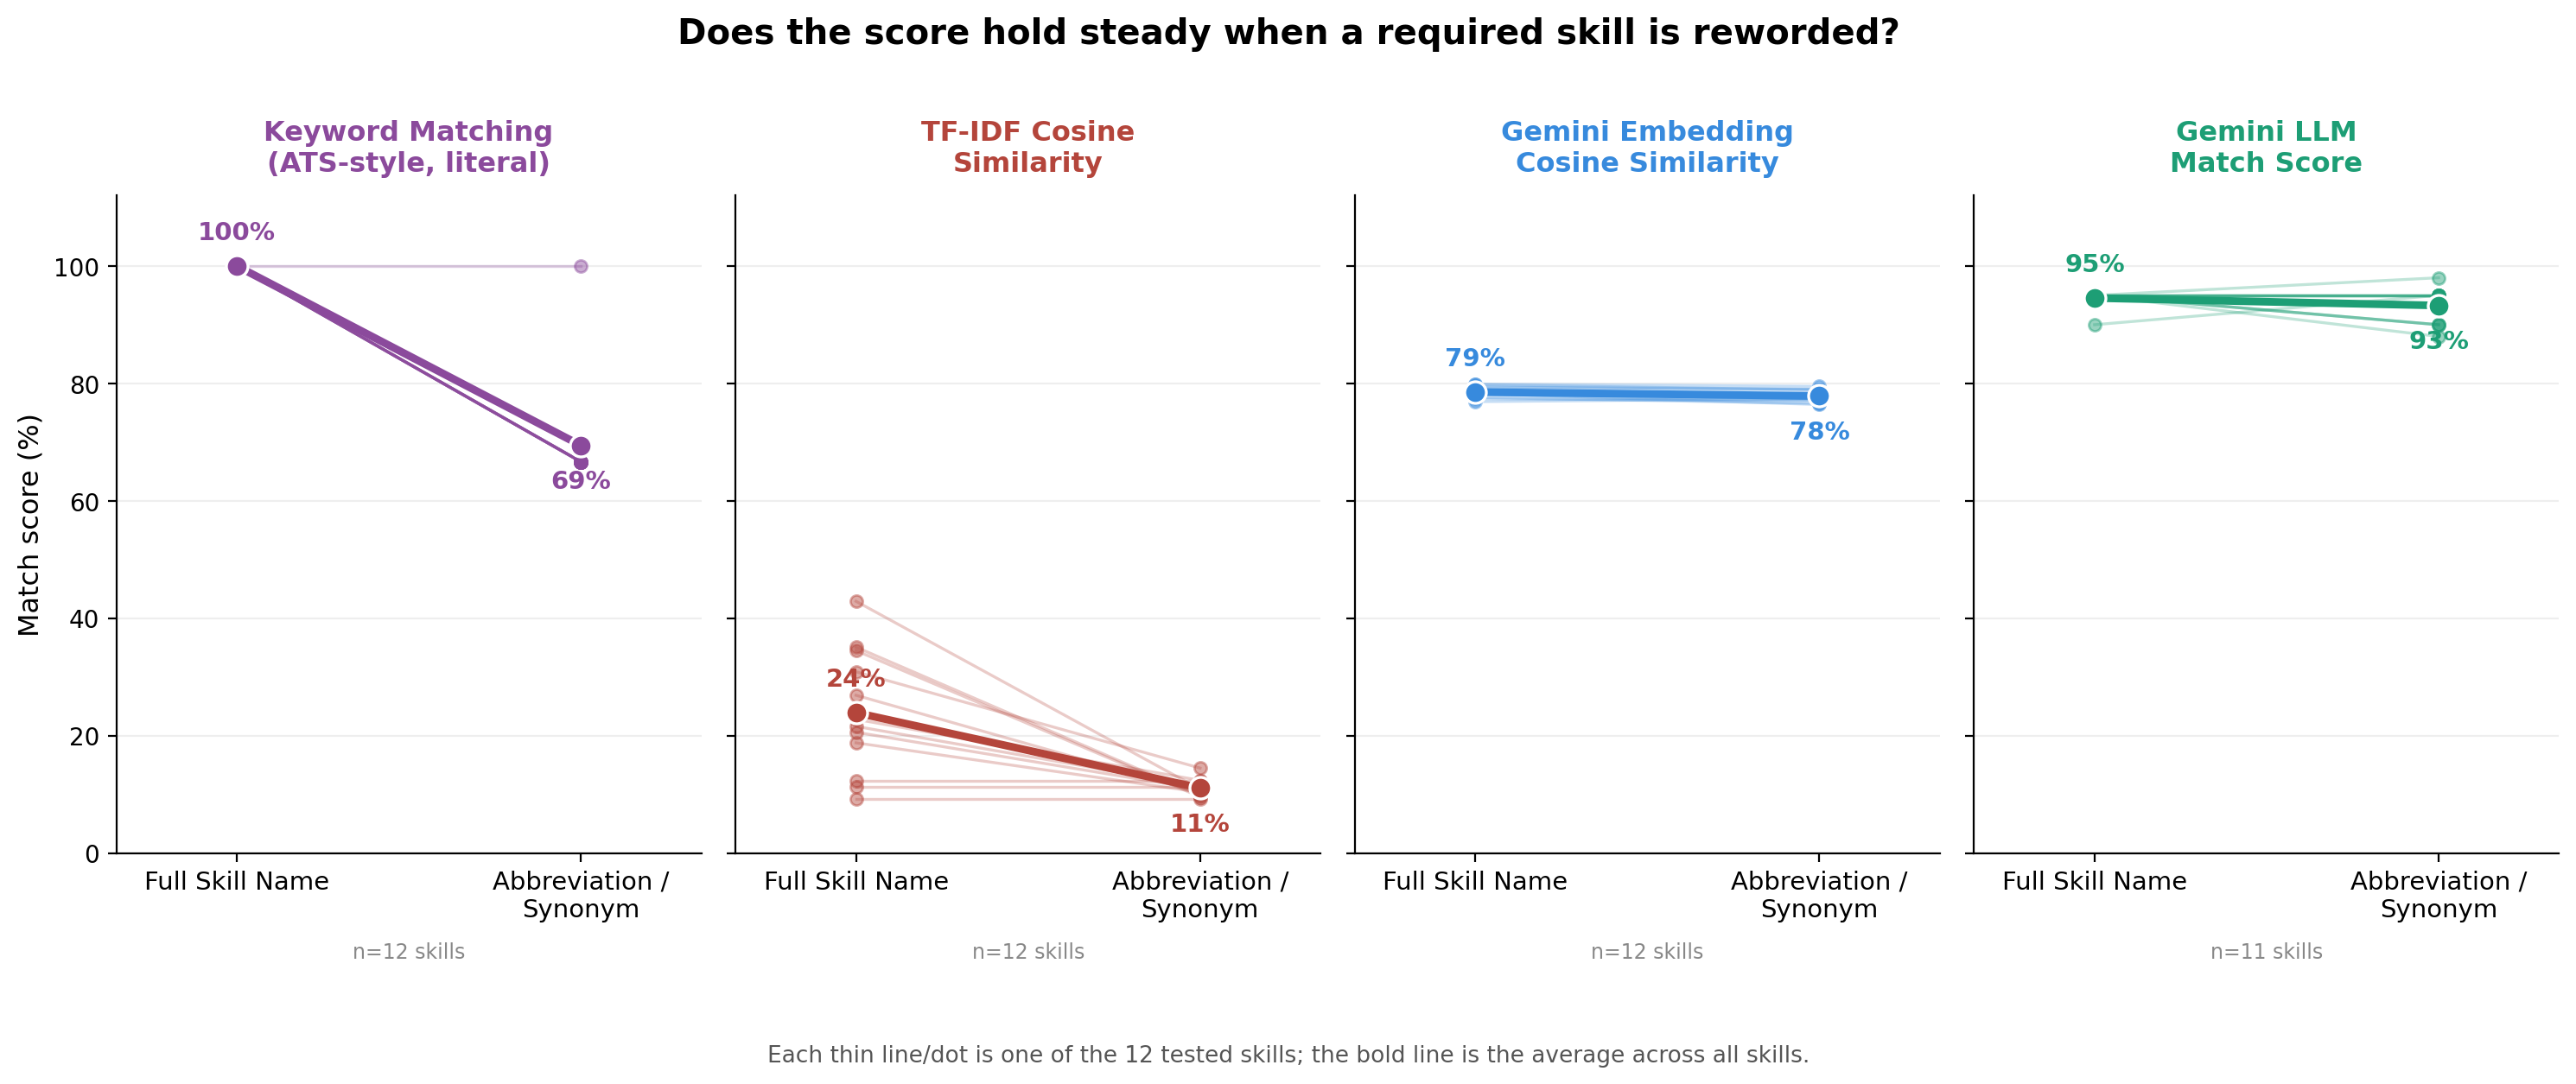 Does the score hold steady when a required skill is reworded?
Keyword Matching
(ATS-style, literal)
TF-IDF Cosine
Similarity
Gemini Embedding
Cosine Similarity
Gemini LLM
Match Score
Match score (%)
100
80
60
40
20
0
100%
69%
24%
11%
79%
78%
95%
93%
Full Skill Name
Abbreviation /
Synonym
Full Skill Name
Abbreviation /
Synonym
Full Skill Name
Abbreviation /
Synonym
Full Skill Name
Abbreviation /
Synonym
n=12 skills
n=12 skills
n=12 skills
n=11 skills
Each thin line/dot is one of the 12 tested skills; the bold line is the average across all skills.